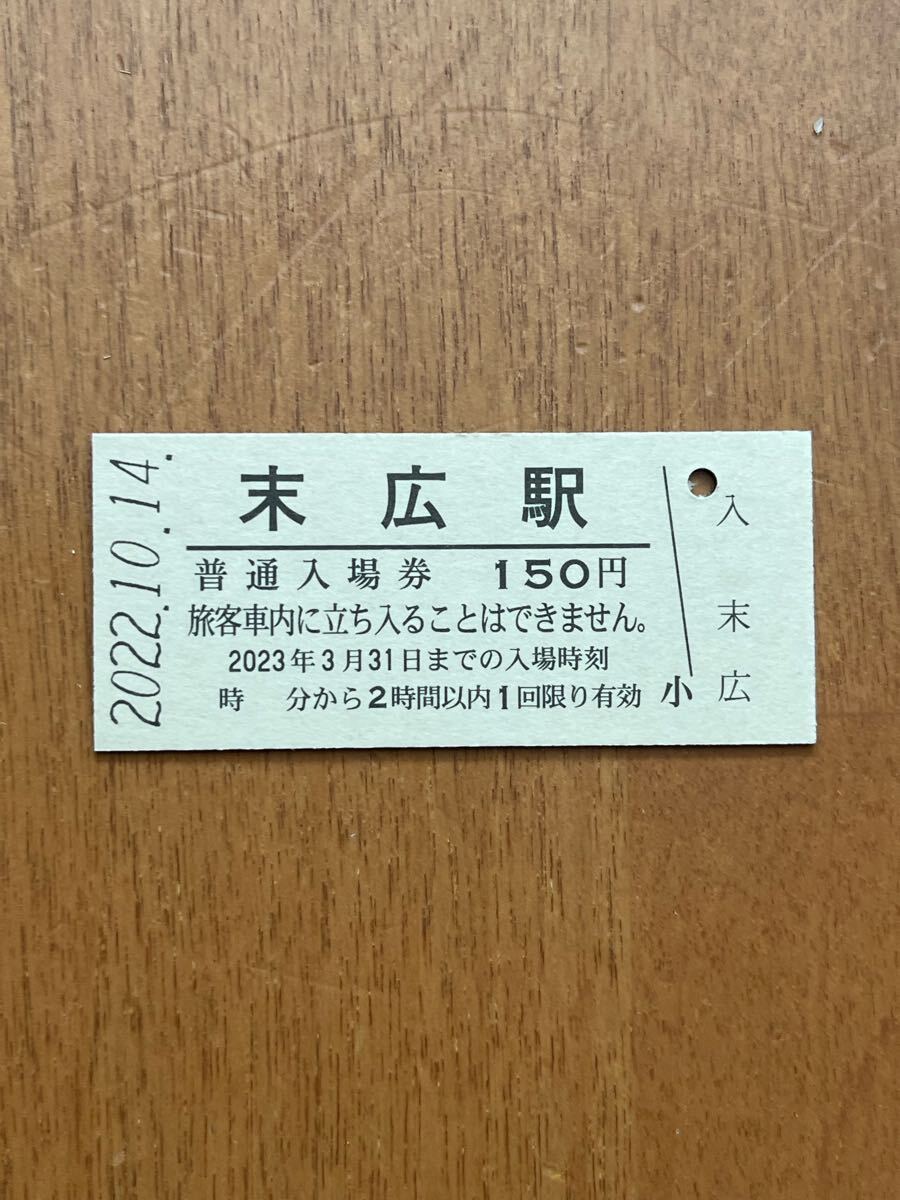 2022.10.14.
末広駅
普通入場券 150円
旅客車内に立ち入ることはできません。
2023年3月31日までの入場時刻
時 分から2時間以内1回限り有効
小
入
末広